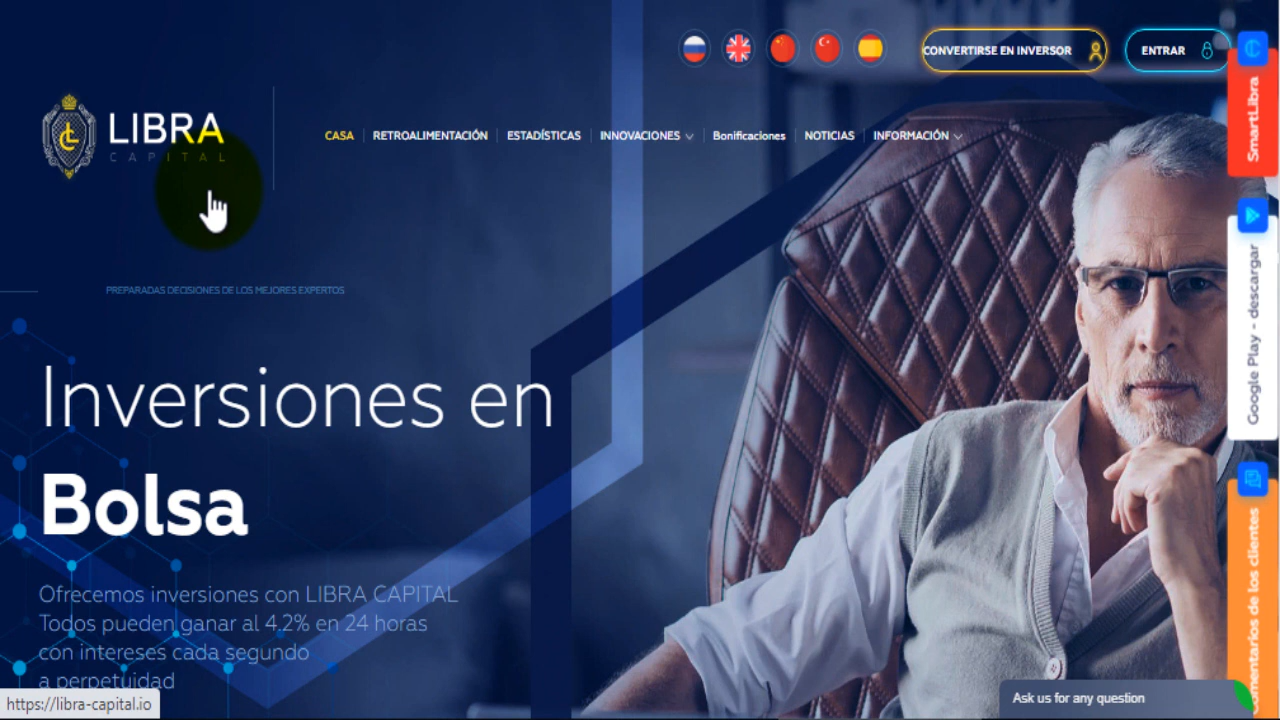 CONVERTIRSE EN INVERSOR
ENTRAR
LIBRA
CAPITAL
CASA
RETROALIMENTACIÓN
ESTADÍSTICAS
INNOVACIONES
Bonificaciones
NOTICIAS
INFORMACIÓN
SmartLibra
Google Play - descargar
omentarios de los clientes
PREPARADAS DECISIONES DE LOS MEJORES EXPERTOS
Inversiones en
Bolsa
Ofrecemos inversiones con LIBRA CAPITAL
Todos pueden ganar al 4.2% en 24 horas
con intereses cada segundo
a perpetuidad
https://libra-capital.io
Ask us for any question